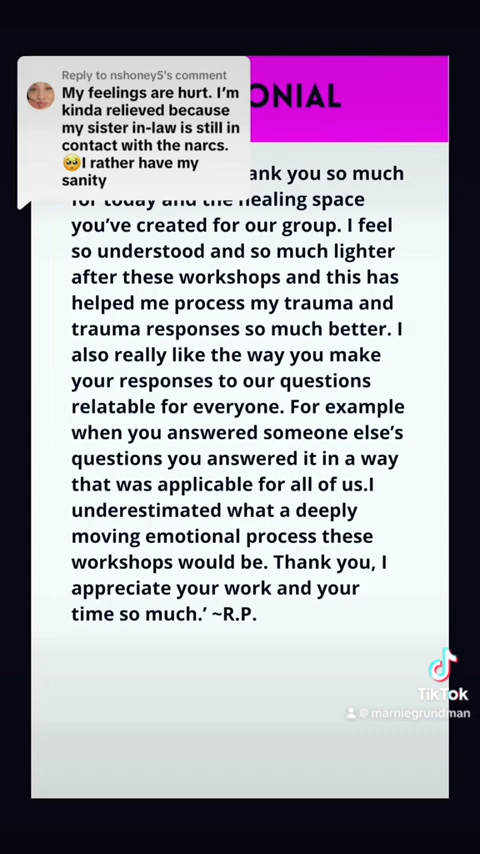 Reply to nshoney5's comment
My feelings are hurt. I'm
kinda relieved because
my sister in-law is still in
contact with the narcs.
🥺I rather have my
sanity
ONIAL
ank you so much
for today and the healing space
you've created for our group. I feel
so understood and so much lighter
after these workshops and this has
helped me process my trauma and
trauma responses so much better. I
also really like the way you make
your responses to our questions
relatable for everyone. For example
when you answered someone else's
questions you answered it in a way
that was applicable for all of us.I
underestimated what a deeply
moving emotional process these
workshops would be. Thank you, I
appreciate your work and your
time so much.' ~R.P.
TikTok
@marniegrundman